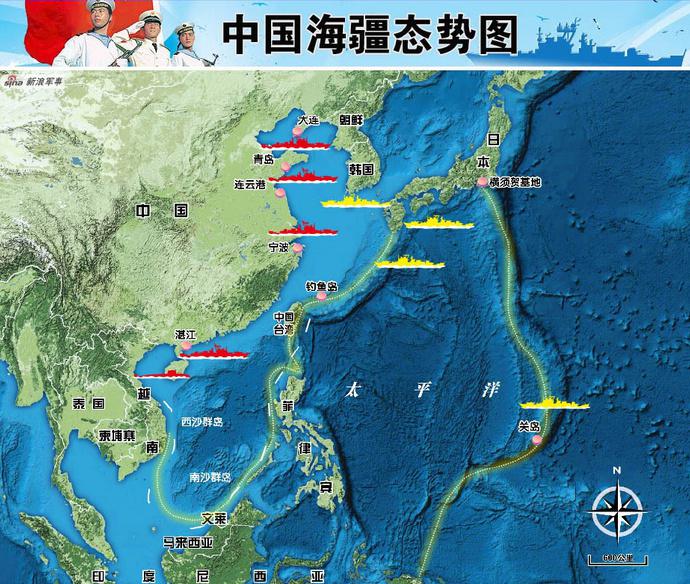 中国海疆态势图
sina 新浪军事
大连
朝鲜
日本
青岛
韩国
连云港
横须贺基地
中国
宁波
钓鱼岛
中国
台湾
湛江
太平洋
泰国
越南
菲律宾
西沙群岛
关岛
柬埔寨
南沙群岛
N
文莱
马来西亚
600公里
印度尼西亚